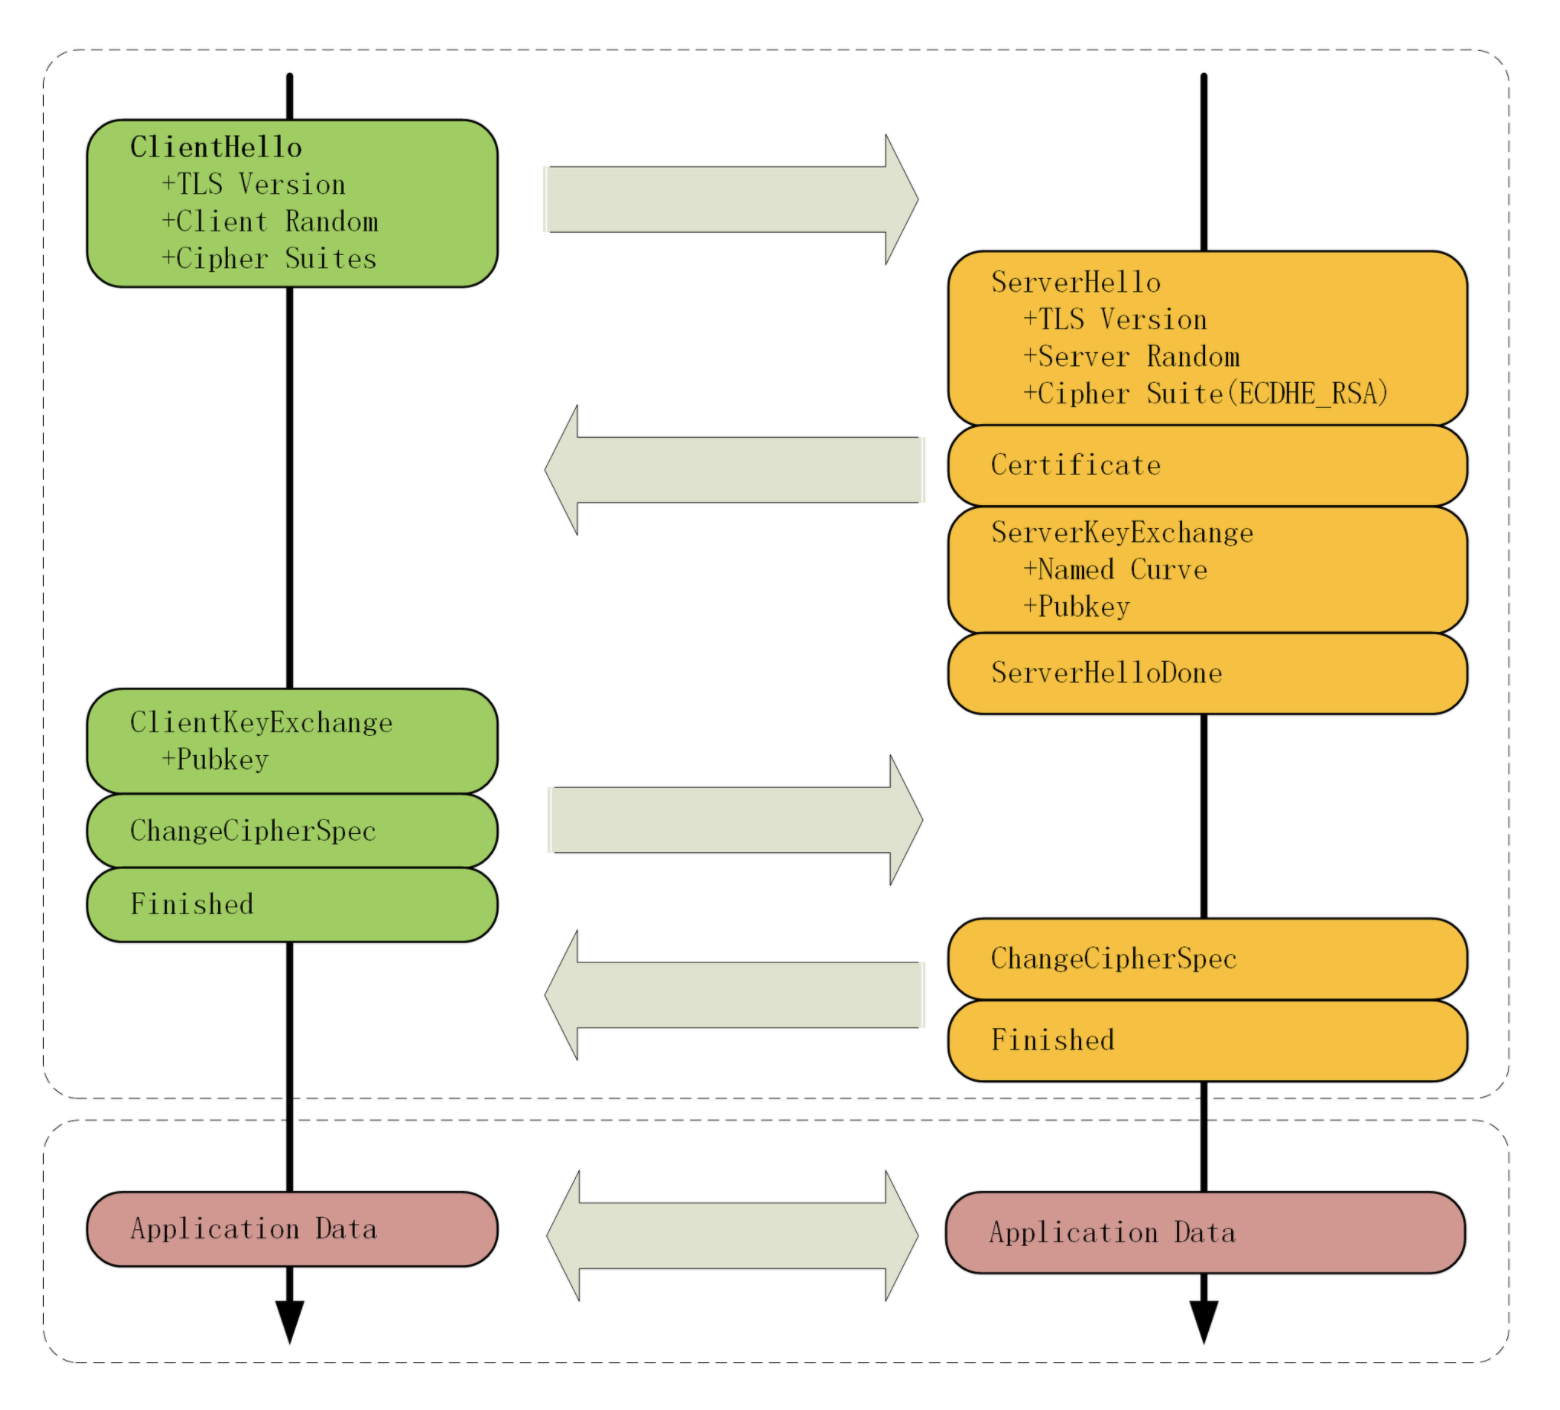 ClientHello
+TLS Version
+Client Random
+Cipher Suites
ServerHello
+TLS Version
+Server Random
+Cipher Suite(ECDHE_RSA)
Certificate
ServerKeyExchange
+Named Curve
+Pubkey
ServerHelloDone
ClientKeyExchange
+Pubkey
ChangeCipherSpec
Finished
ChangeCipherSpec
Finished
Application Data
Application Data